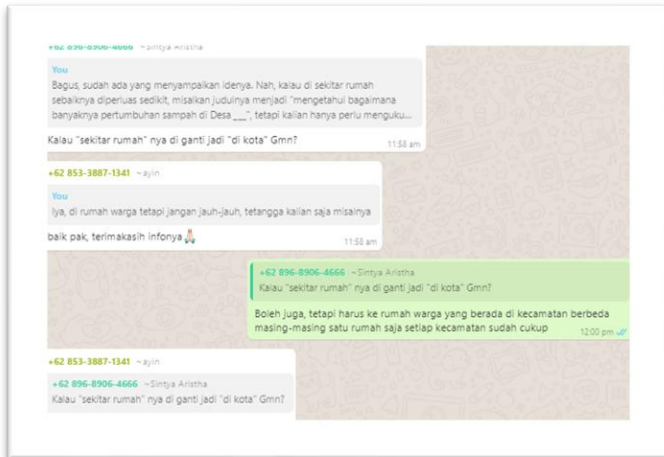 +62 896-8906-4666 ~Sintya Aristha
You
Bagus, sudah ada yang menyampaikan idenya. Nah, kalau di sekitar rumah
sebaiknya diperluas sedikit, misalkan judulnya menjadi "mengetahui bagaimana
banyaknya pertumbuhan sampah di Desa ___", tetapi kalian hanya perlu menguku...
Kalau "sekitar rumah" nya di ganti jadi "di kota" Gmn?
11:58 am
+62 853-3887-1341 ~ayin
You
Iya, di rumah warga tetapi jangan jauh-jauh, tetangga kalian saja misalnya
baik pak, terimakasih infonya🙏🏻
11:58 am
+62 896-8906-4666 ~Sintya Aristha
Kalau "sekitar rumah" nya di ganti jadi "di kota" Gmn?
Boleh juga, tetapi harus ke rumah warga yang berada di kecamatan berbeda
masing-masing satu rumah saja setiap kecamatan sudah cukup
12:00 pm
+62 853-3887-1341 ~ayin
+62 896-8906-4666 ~Sintya Aristha
Kalau "sekitar rumah" nya di ganti jadi "di kota" Gmn?